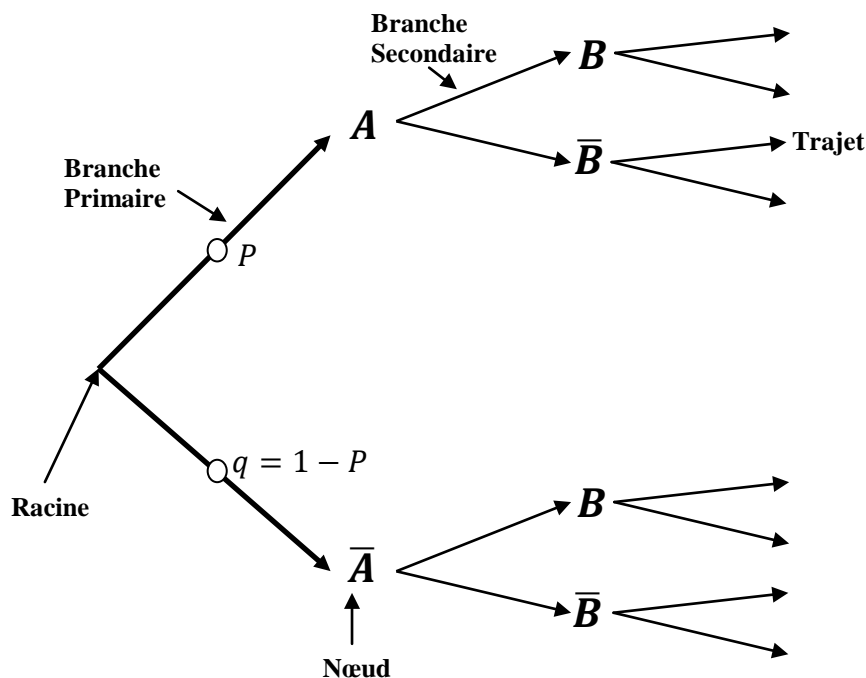 Branche
Secondaire
B
A
B̅
Trajet
Branche
Primaire
P
q = 1 − P
Racine
B
A̅
B̅
Nœud